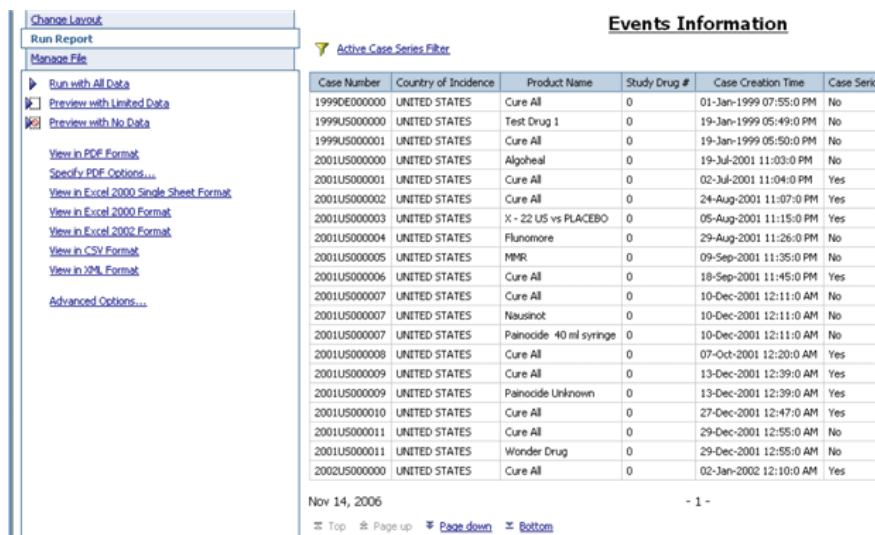 Change Layout
Run Report
Manage File
Run with All Data
Preview with Limited Data
Preview with No Data
View in PDF Format
Specify PDF Options...
View in Excel 2000 Single Sheet Format
View in Excel 2000 Format
View in Excel 2002 Format
View in CSV Format
View in XML Format
Advanced Options...
Events Information
Active Case Series Filter
Case Number Country of Incidence Product Name Study Drug # Case Creation Time Case Seri
1999DE000000 UNITED STATES Cure All 0 01-Jan-1999 07:55:0 PM No
1999US000000 UNITED STATES Test Drug 1 0 19-Jan-1999 05:49:0 PM No
1999US000001 UNITED STATES Cure All 0 19-Jan-1999 05:50:0 PM No
2001US000000 UNITED STATES Algoheal 0 19-Jul-2001 11:03:0 PM No
2001US000001 UNITED STATES Cure All 0 02-Jul-2001 11:04:0 PM Yes
2001US000002 UNITED STATES Cure All 0 24-Aug-2001 11:07:0 PM Yes
2001US000003 UNITED STATES X - 22 US vs PLACEBO 0 05-Aug-2001 11:15:0 PM Yes
2001US000004 UNITED STATES Flunomore 0 29-Aug-2001 11:26:0 PM No
2001US000005 UNITED STATES MMR 0 09-Sep-2001 11:35:0 PM No
2001US000006 UNITED STATES Cure All 0 18-Sep-2001 11:45:0 PM Yes
2001US000007 UNITED STATES Cure All 0 10-Dec-2001 12:11:0 AM No
2001US000007 UNITED STATES Nausinot 0 10-Dec-2001 12:11:0 AM No
2001US000007 UNITED STATES Painocide 40 ml syringe 0 10-Dec-2001 12:11:0 AM No
2001US000008 UNITED STATES Cure All 0 07-Oct-2001 12:20:0 AM Yes
2001US000009 UNITED STATES Cure All 0 13-Dec-2001 12:39:0 AM Yes
2001US000009 UNITED STATES Painocide Unknown 0 13-Dec-2001 12:39:0 AM Yes
2001US000010 UNITED STATES Cure All 0 27-Dec-2001 12:47:0 AM Yes
2001US000011 UNITED STATES Cure All 0 29-Dec-2001 12:55:0 AM No
2001US000011 UNITED STATES Wonder Drug 0 29-Dec-2001 12:55:0 AM No
2002US000000 UNITED STATES Cure All 0 02-Jan-2002 12:10:0 AM Yes
Nov 14, 2006 - 1 -
Top Page up Page down Bottom